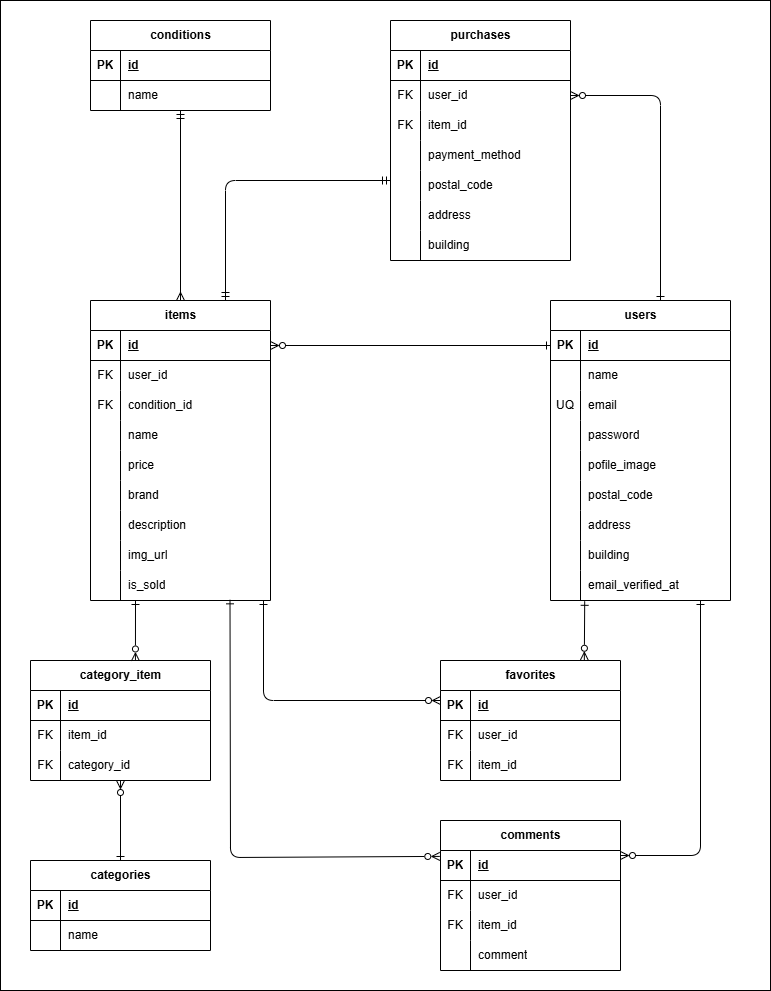 conditions
PK id
name
purchases
PK id
FK user_id
FK item_id
payment_method
postal_code
address
building
items
PK id
FK user_id
FK condition_id
name
price
brand
description
img_url
is_sold
users
PK id
name
UQ email
password
pofile_image
postal_code
address
building
email_verified_at
category_item
PK id
FK item_id
FK category_id
favorites
PK id
FK user_id
FK item_id
categories
PK id
name
comments
PK id
FK user_id
FK item_id
comment